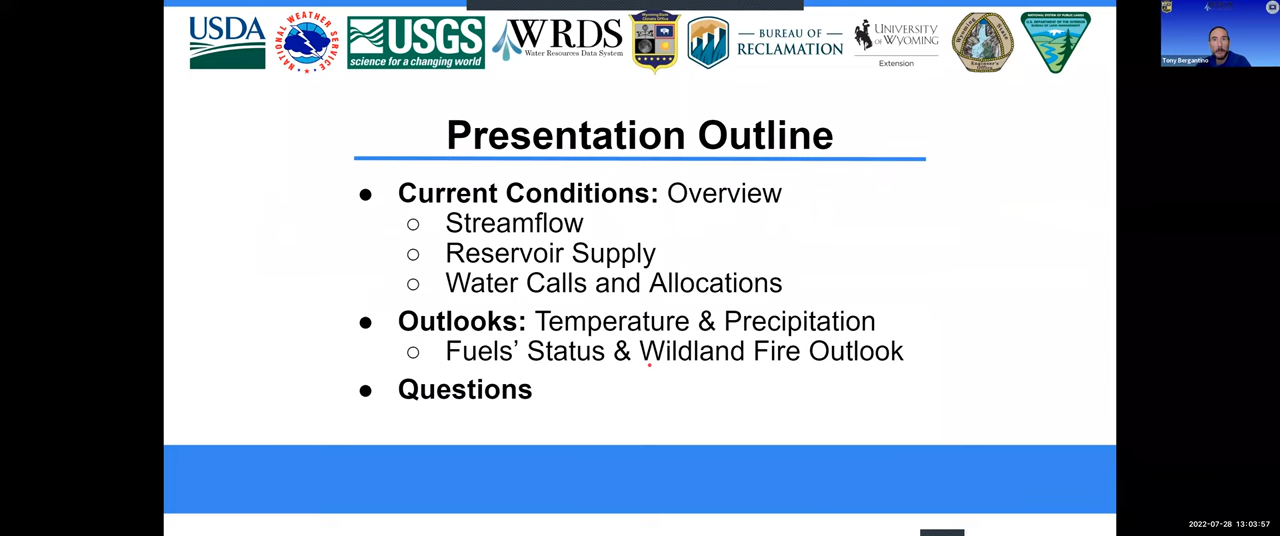 USDA
NATIONAL WEATHER SERVICE
USGS
science for a changing world
WRDS
Water Resources Data System
BUREAU OF
RECLAMATION
UNIVERSITY
OF WYOMING
Extension
Presentation Outline
● Current Conditions: Overview
○ Streamflow
○ Reservoir Supply
○ Water Calls and Allocations
● Outlooks: Temperature & Precipitation
○ Fuels’ Status & Wildland Fire Outlook
● Questions
Tony Bergantino
2022-07-28 13:03:57